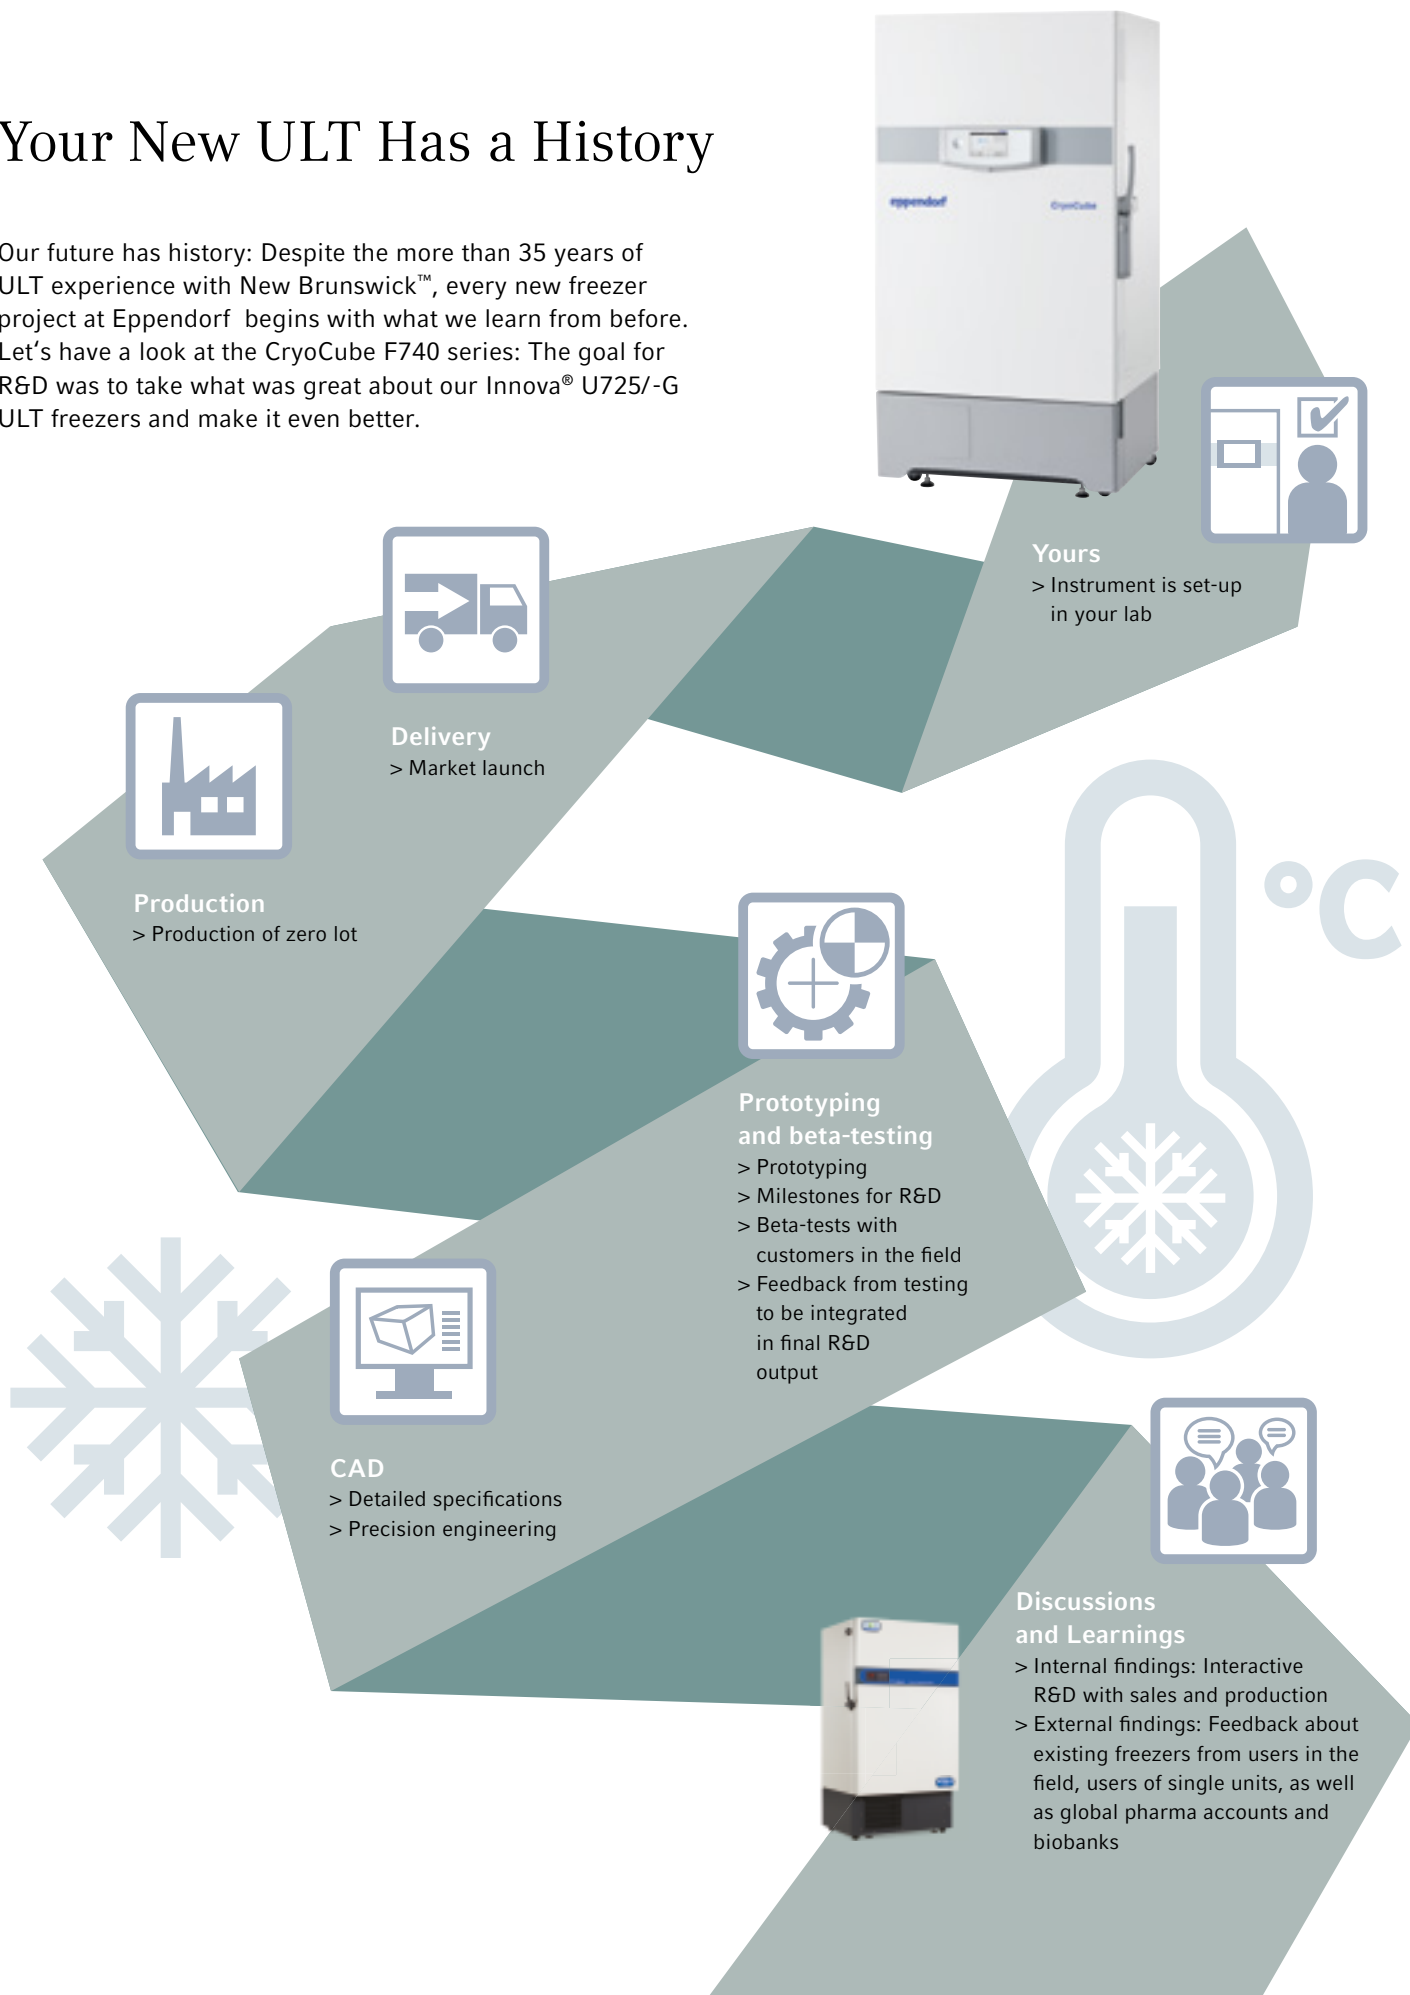 Your New ULT Has a History
Our future has history: Despite the more than 35 years of
ULT experience with New Brunswick™, every new freezer
project at Eppendorf begins with what we learn from before.
Let‘s have a look at the CryoCube F740 series: The goal for
R&D was to take what was great about our Innova® U725/-G
ULT freezers and make it even better.
eppendorf
CryoCube
Yours
> Instrument is set-up
in your lab
Delivery
> Market launch
Production
> Production of zero lot
°C
Prototyping
and beta-testing
> Prototyping
> Milestones for R&D
> Beta-tests with
customers in the field
> Feedback from testing
to be integrated
in final R&D
output
CAD
> Detailed specifications
> Precision engineering
Discussions
and Learnings
> Internal findings: Interactive
R&D with sales and production
> External findings: Feedback about
existing freezers from users in the
field, users of single units, as well
as global pharma accounts and
biobanks